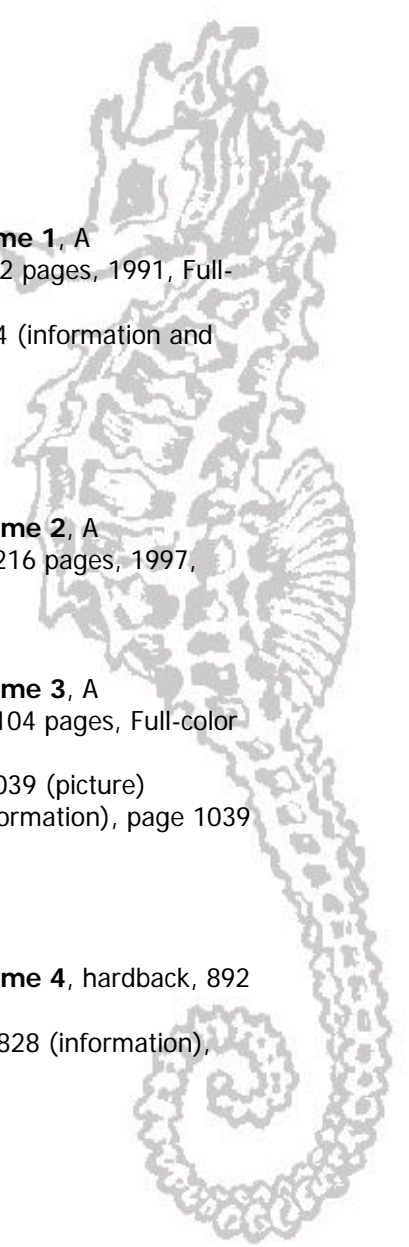 me 1, A
2 pages, 1991, Full-
4 (information and
me 2, A
216 pages, 1997,
me 3, A
104 pages, Full-color
039 (picture)
ormation), page 1039
me 4, hardback, 892
828 (information),